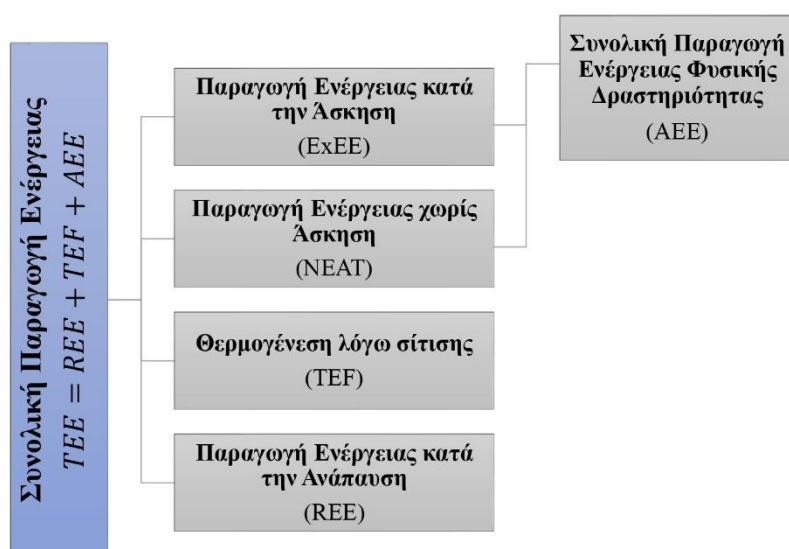 Συνολική Παραγωγή Ενέργειας
TEE = REE + TEF + AEE
Παραγωγή Ενέργειας κατά
την Άσκηση
(ExEE)
Παραγωγή Ενέργειας χωρίς
Άσκηση
(NEAT)
Θερμογένεση λόγω σίτισης
(TEF)
Παραγωγή Ενέργειας κατά
την Ανάπαυση
(REE)
Συνολική Παραγωγή
Ενέργειας Φυσικής
Δραστηριότητας
(AEE)